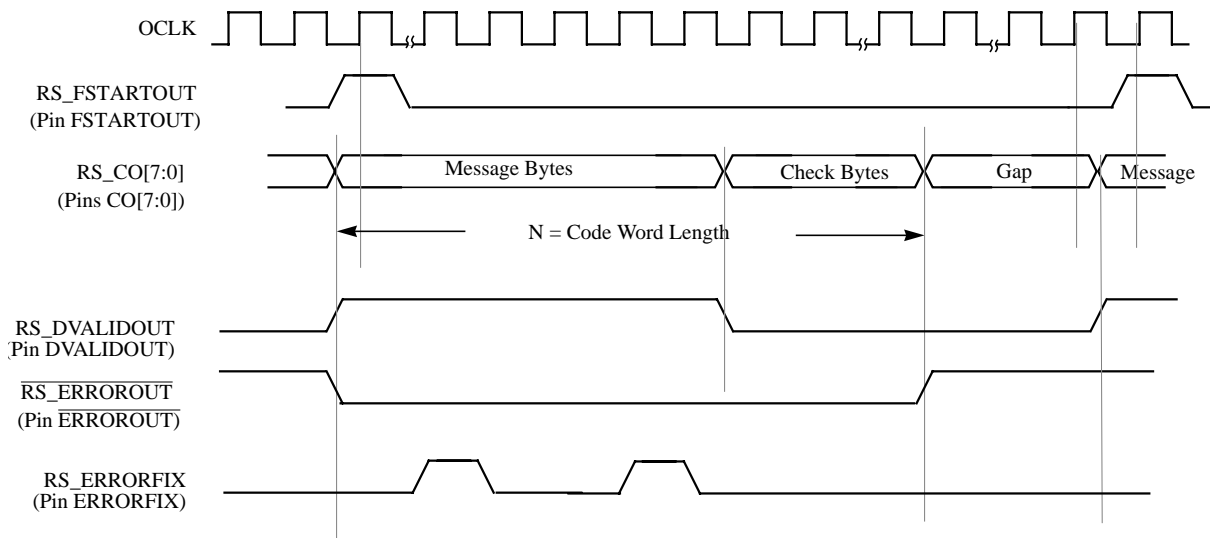 OCLK
RS_FSTARTOUT
(Pin FSTARTOUT)
RS_CO[7:0]
(Pins CO[7:0])
Message Bytes
Check Bytes
Gap
Message
N = Code Word Length
RS_DVALIDOUT
(Pin DVALIDOUT)
RS_ERROROUT
(Pin ERROROUT)
RS_ERRORFIX
(Pin ERRORFIX)